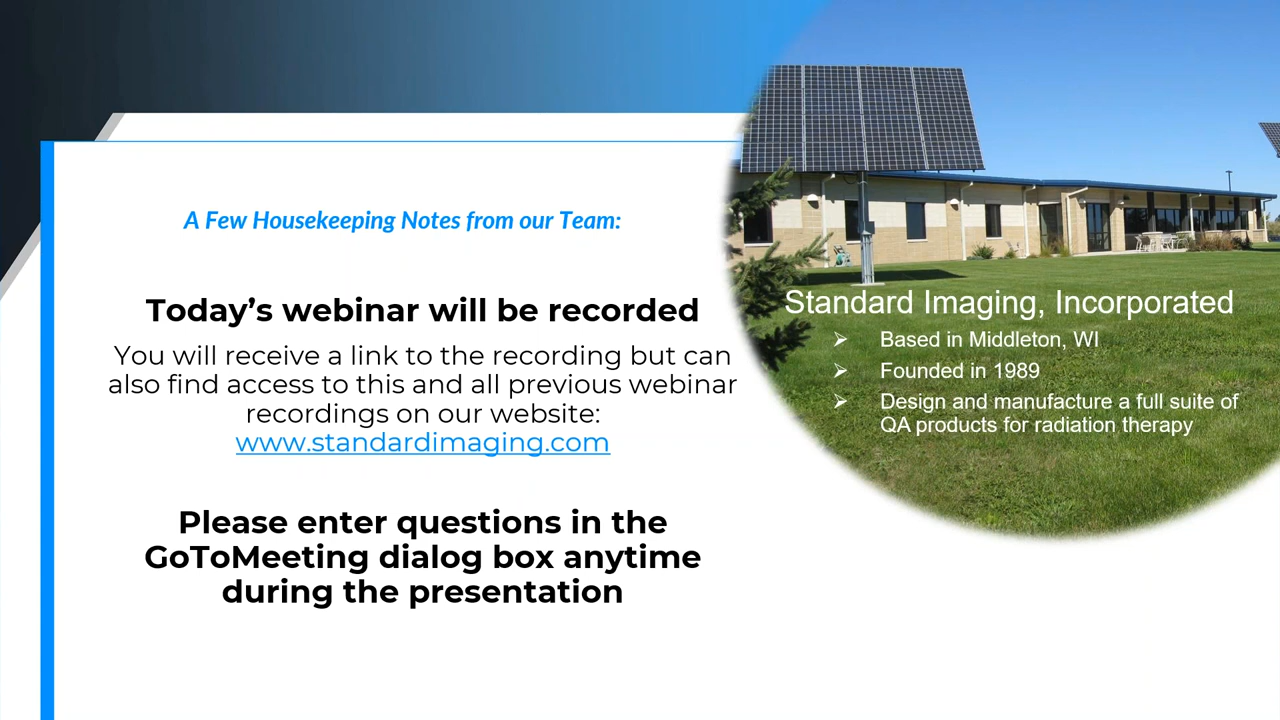 A Few Housekeeping Notes from our Team:
Today’s webinar will be recorded
You will receive a link to the recording but can
also find access to this and all previous webinar
recordings on our website:
www.standardimaging.com
Please enter questions in the
GoToMeeting dialog box anytime
during the presentation
Standard Imaging, Incorporated
➢ Based in Middleton, WI
➢ Founded in 1989
➢ Design and manufacture a full suite of
QA products for radiation therapy